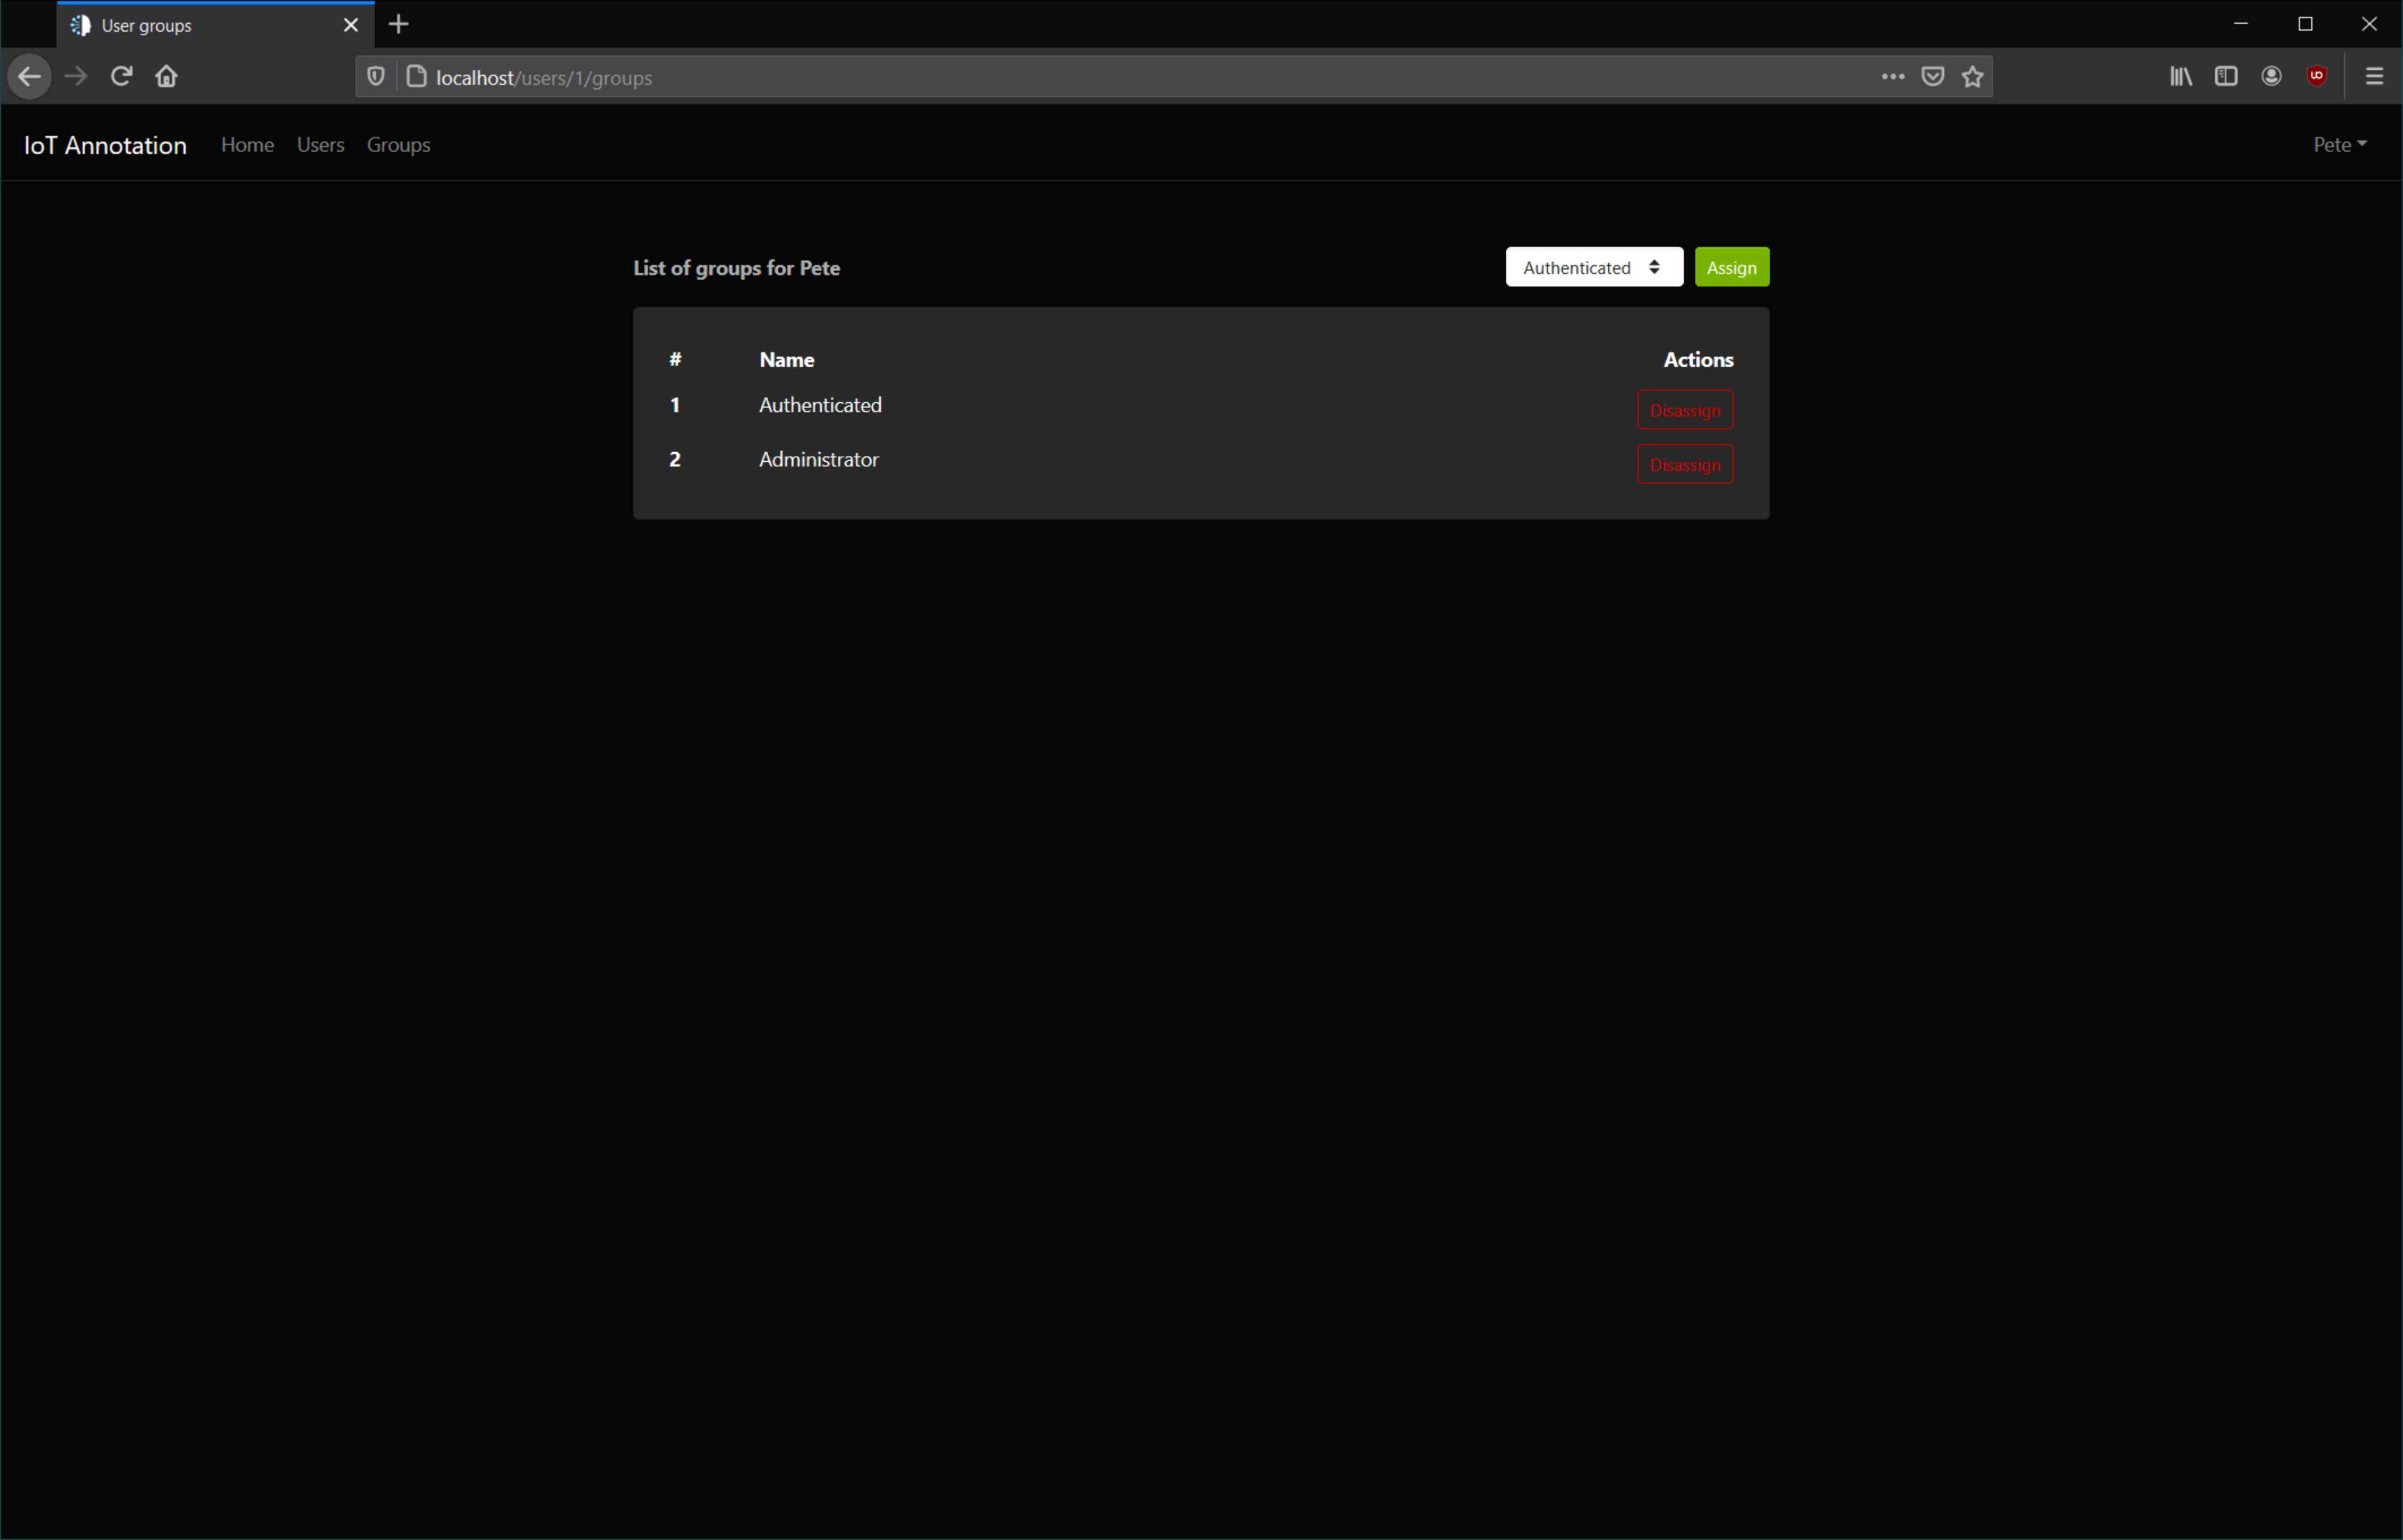 User groups
localhost/users/1/groups
IoT Annotation Home Users Groups Pete
List of groups for Pete Authenticated Assign
# Name Actions
1 Authenticated Disassign
2 Administrator Disassign